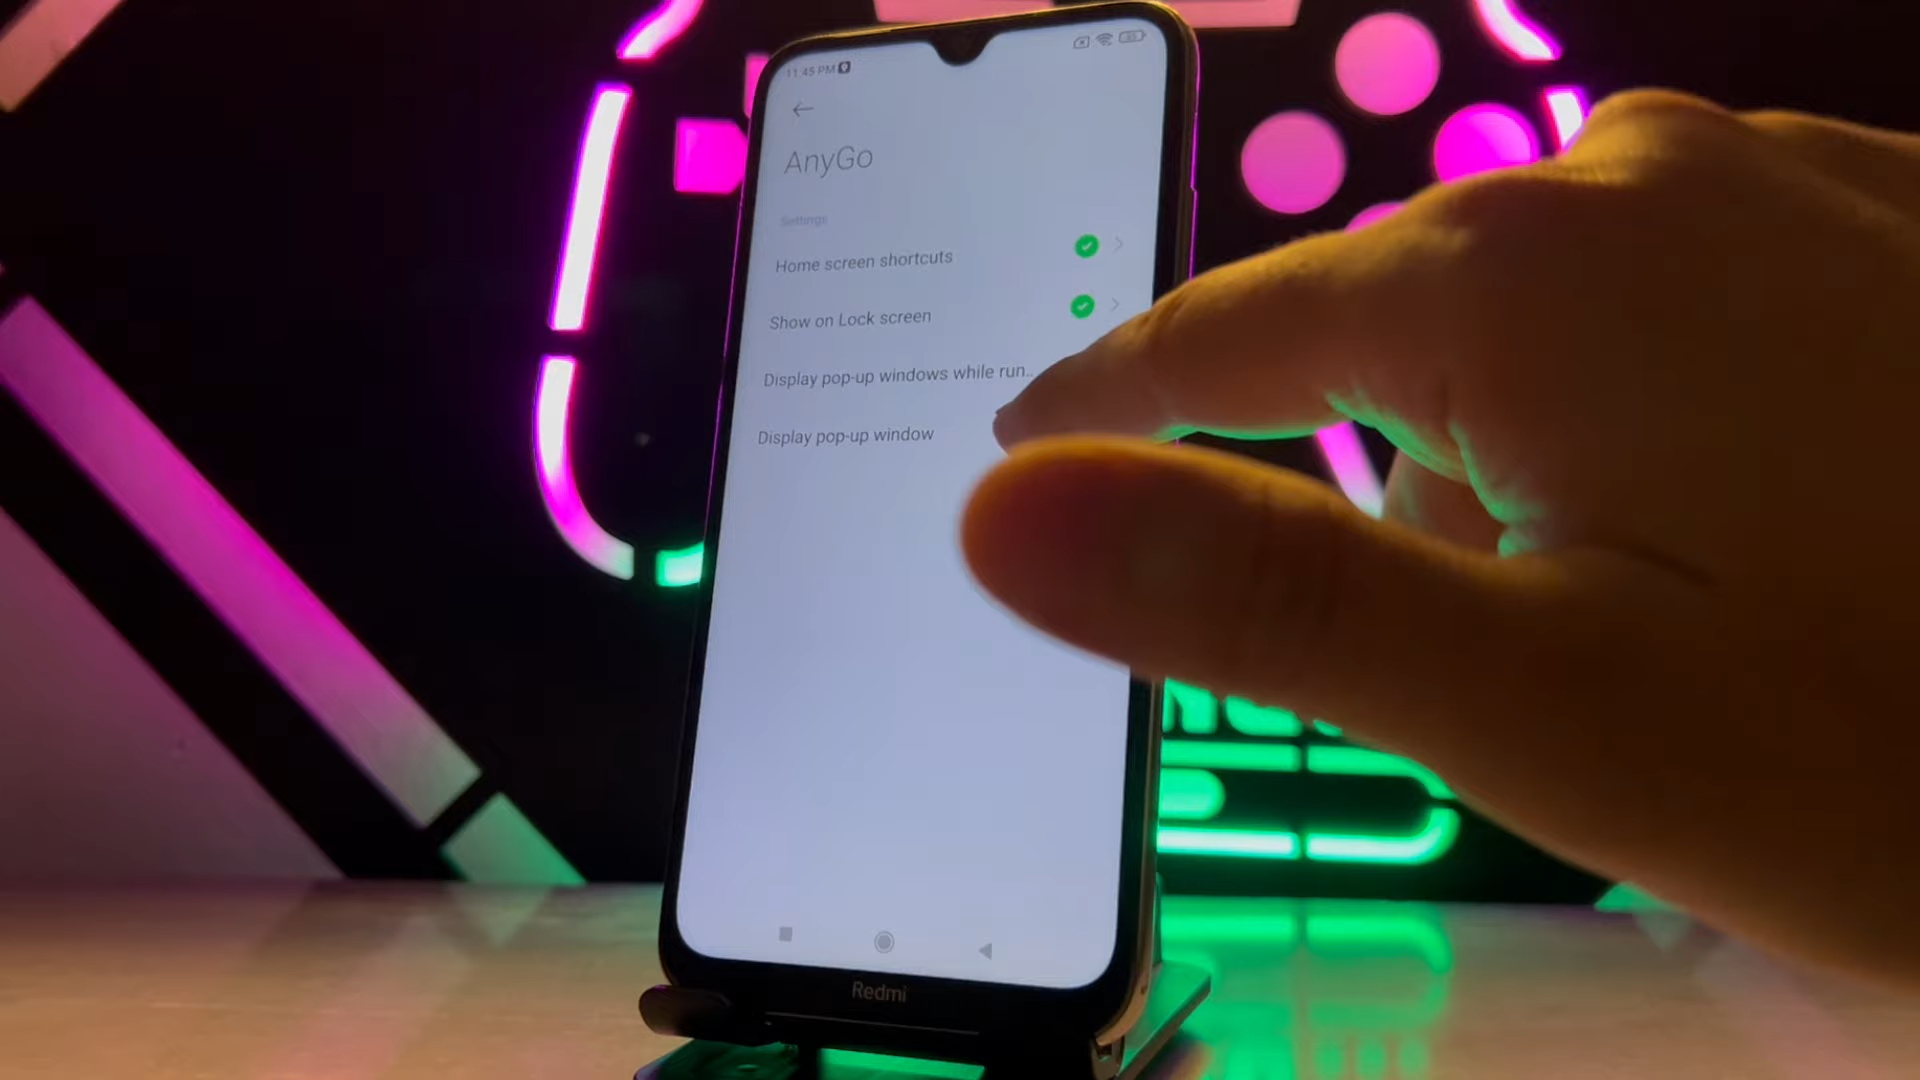 11:45 PM
AnyGo
Settings
Home screen shortcuts
Show on Lock screen
Display pop-up windows while run..
Display pop-up window
Redmi